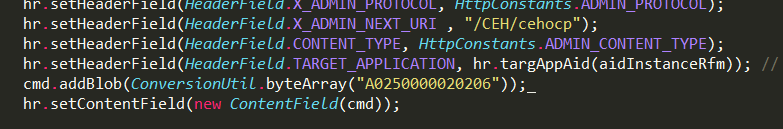 hr.setHeaderField(HeaderField.X_ADMIN_PROTOCOL, HttpConstants.ADMIN_PROTOCOL);
hr.setHeaderField(HeaderField.X_ADMIN_NEXT_URI , "/CEH/cehocp");
hr.setHeaderField(HeaderField.CONTENT_TYPE, HttpConstants.ADMIN_CONTENT_TYPE);
hr.setHeaderField(HeaderField.TARGET_APPLICATION, hr.targAppAid(aidInstanceRfm)); //
cmd.addBlob(ConversionUtil.byteArray("A0250000020206"));_
hr.setContentField(new ContentField(cmd));